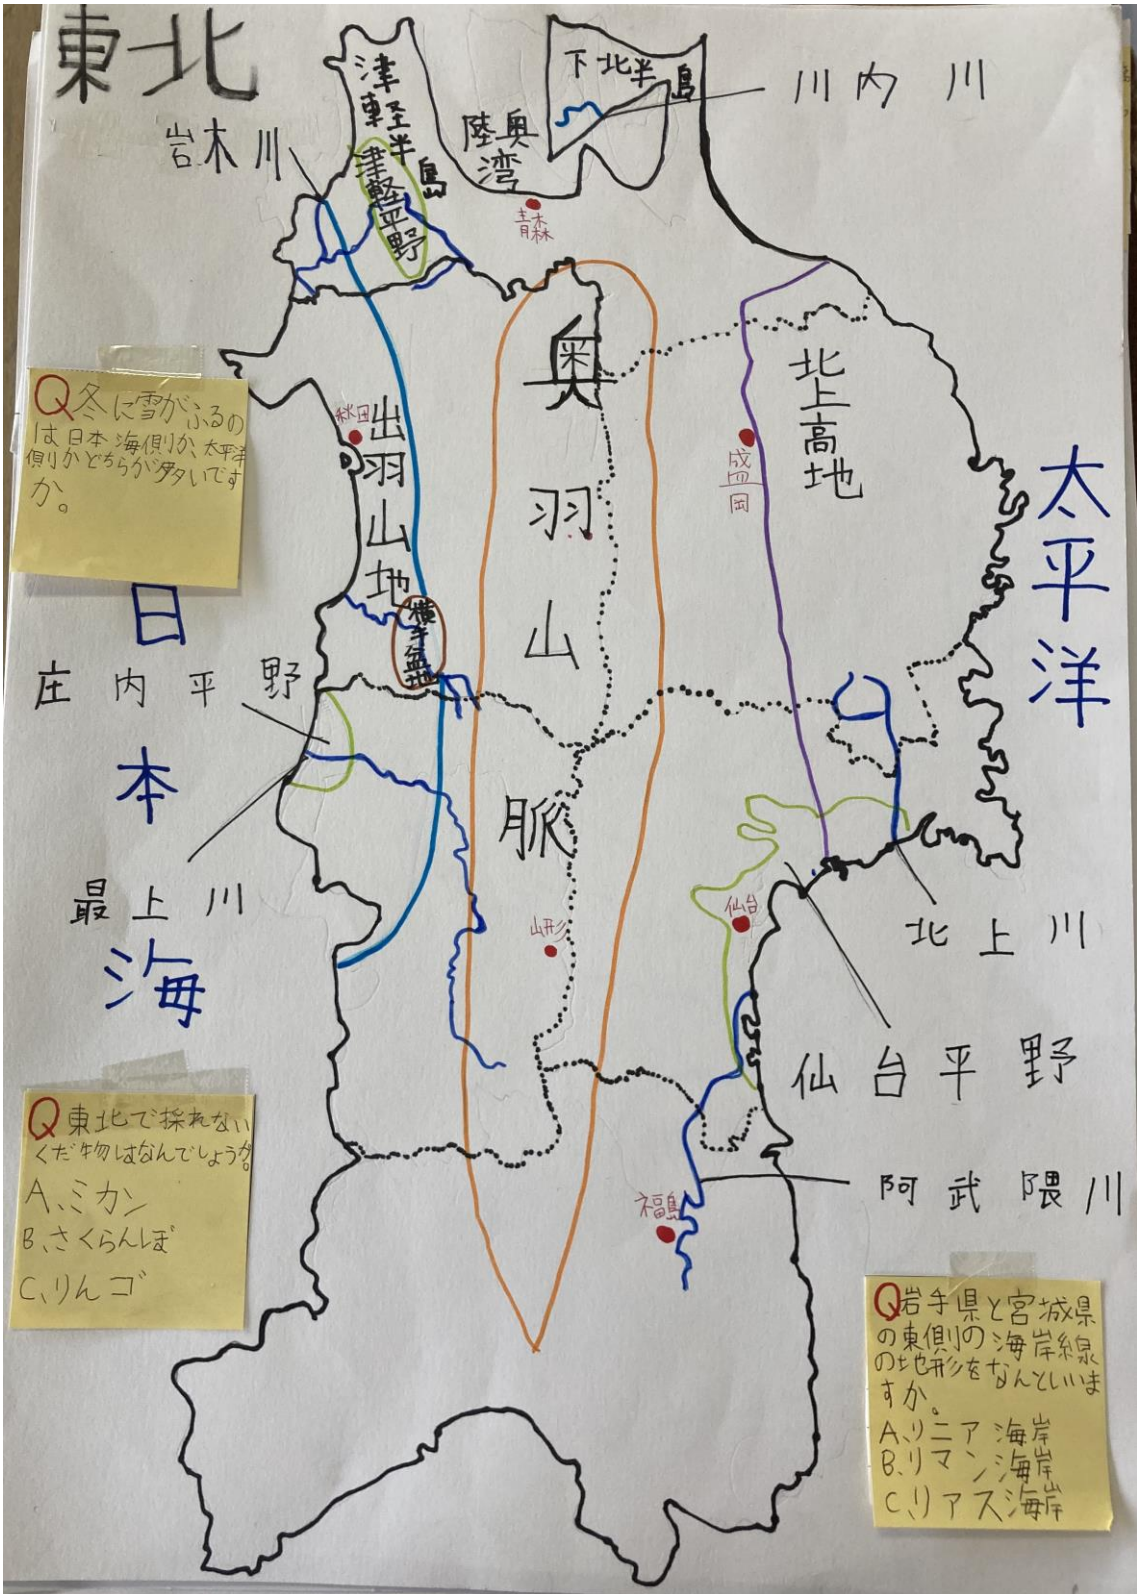 東北
津軽半島
津軽平野
岩木川
陸奥湾
下北半島
川内川
青森
奥羽山脈
北上高地
秋田
出羽山地
盛岡
太平洋
横手盆地
日本海
庄内平野
最上川
山形
仙台
北上川
仙台平野
阿武隈川
福島
Q冬に雪がふるの
は日本海側か、太平洋
側かどちらが多いです
か。
Q東北で採れない
くだ物はなんでしょうか。
A、ミカン
B、さくらんぼ
C、りんゴ
Q岩手県と宮城県
の東側の海岸線
の地形をなんといいま
すか。
A、リニア海岸
B、リマン海岸
C、リアス海岸